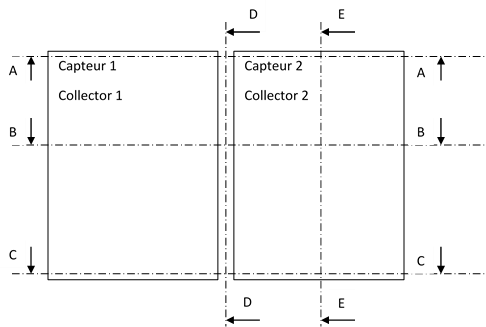 D E
A Capteur 1 Capteur 2 A
Collector 1 Collector 2
B B
C C
D E